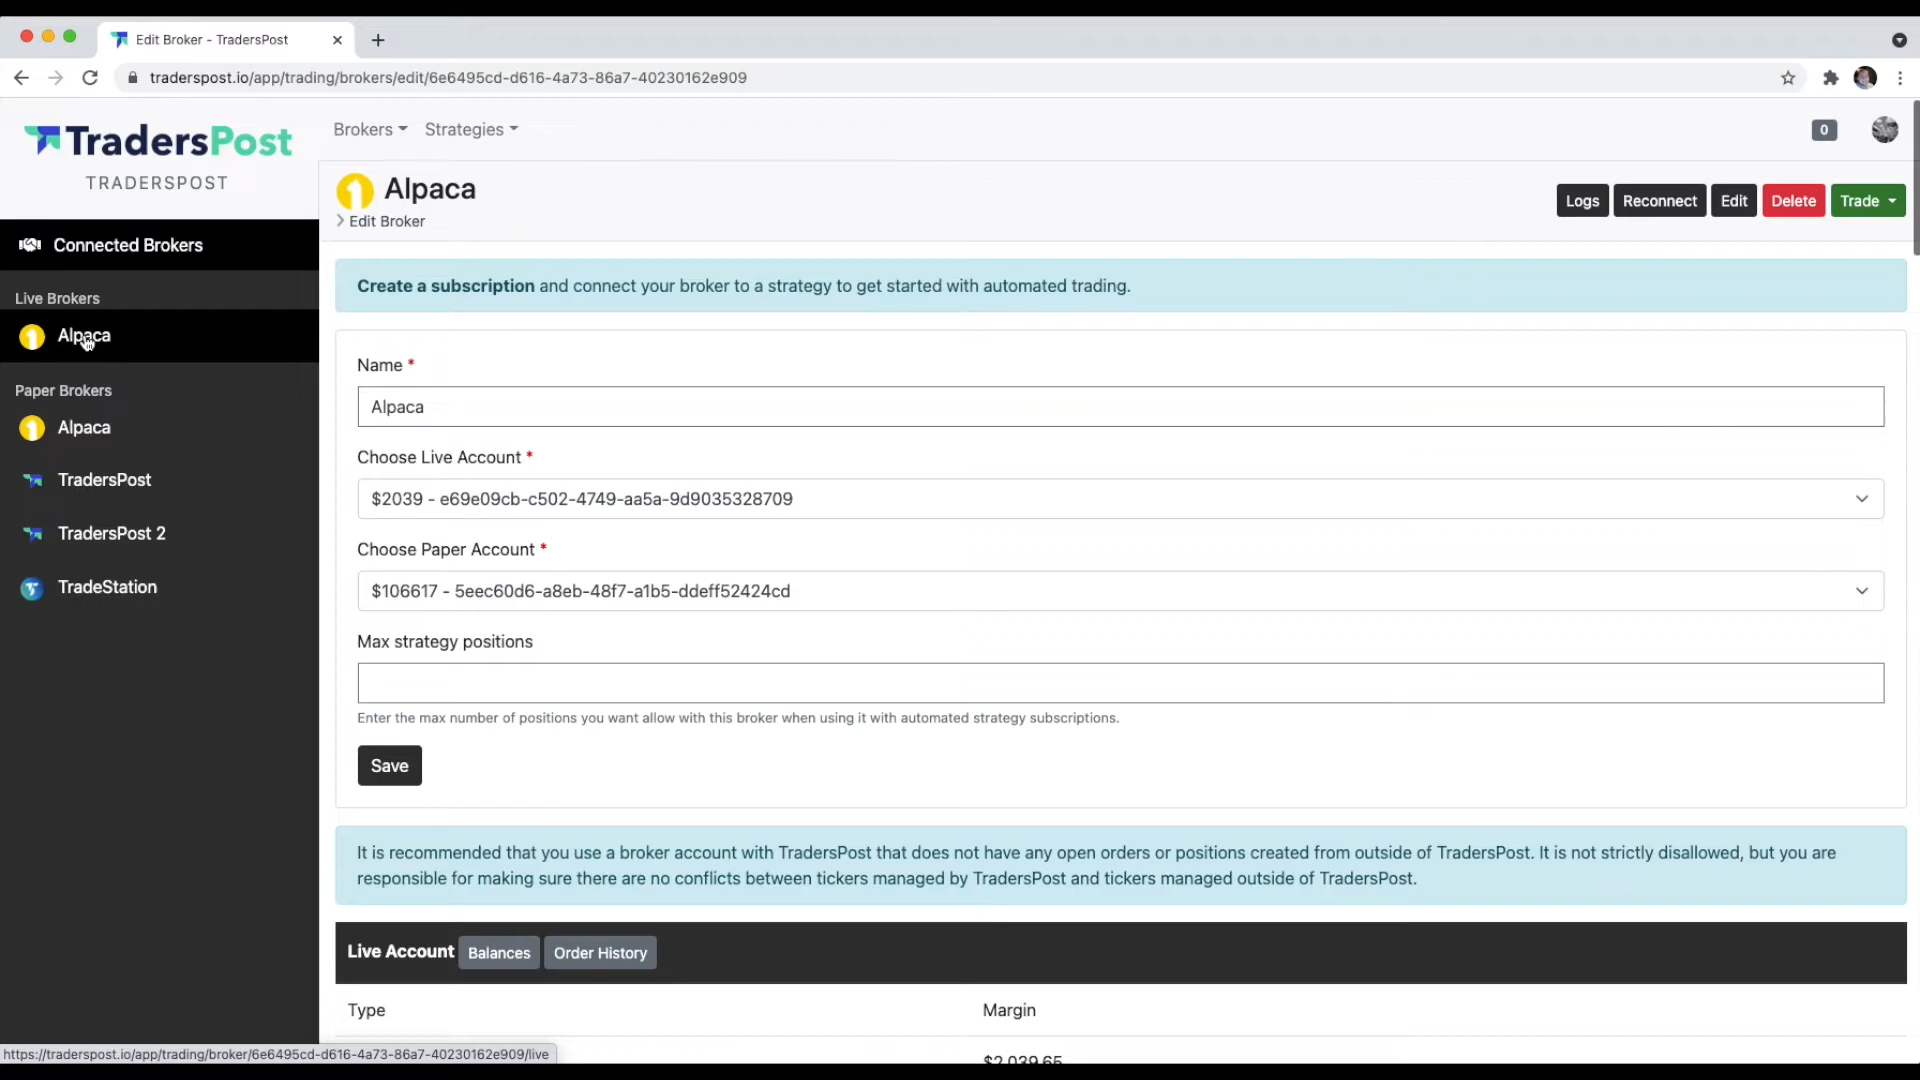 Edit Broker - TradersPost
traderspost.io/app/trading/brokers/edit/6e6495cd-d616-4a73-86a7-40230162e909
TradersPost
TRADERSPOST
Brokers
Strategies
0
Connected Brokers
Live Brokers
Alpaca
Paper Brokers
Alpaca
TradersPost
TradersPost 2
TradeStation
Alpaca
Edit Broker
Logs
Reconnect
Edit
Delete
Trade
Create a subscription and connect your broker to a strategy to get started with automated trading.
Name *
Alpaca
Choose Live Account *
$2039 - e69e09cb-c502-4749-aa5a-9d9035328709
Choose Paper Account *
$106617 - 5eec60d6-a8eb-48f7-a1b5-ddeff52424cd
Max strategy positions
Enter the max number of positions you want allow with this broker when using it with automated strategy subscriptions.
Save
It is recommended that you use a broker account with TradersPost that does not have any open orders or positions created from outside of TradersPost. It is not strictly disallowed, but you are
responsible for making sure there are no conflicts between tickers managed by TradersPost and tickers managed outside of TradersPost.
Live Account
Balances
Order History
Type
Margin
$2,039.65
https://traderspost.io/app/trading/broker/6e6495cd-d616-4a73-86a7-40230162e909/live